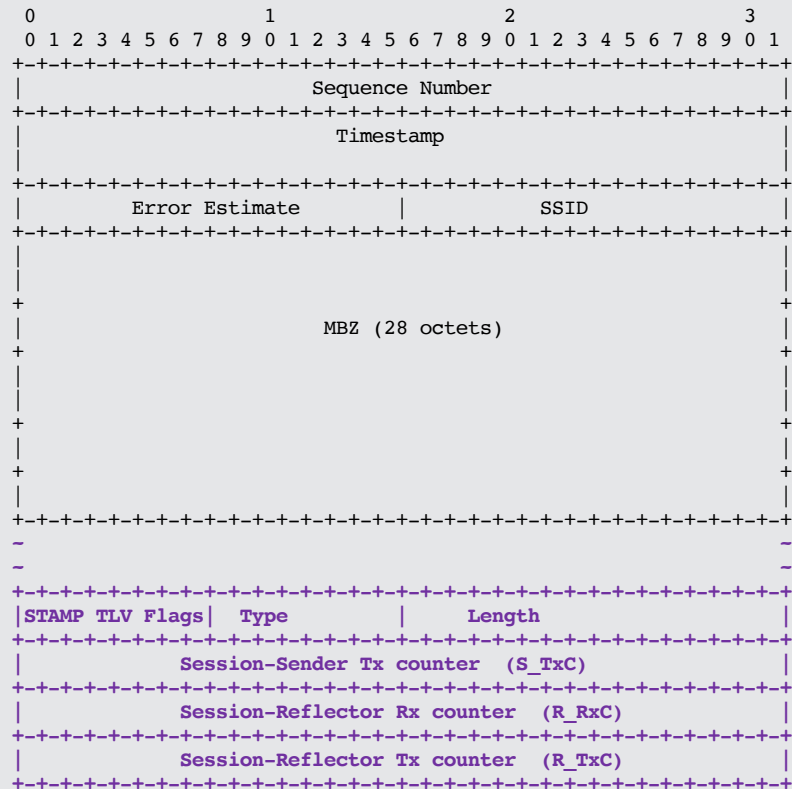 0                   1                   2                   3
 0 1 2 3 4 5 6 7 8 9 0 1 2 3 4 5 6 7 8 9 0 1 2 3 4 5 6 7 8 9 0 1
+-+-+-+-+-+-+-+-+-+-+-+-+-+-+-+-+-+-+-+-+-+-+-+-+-+-+-+-+-+-+-+-+
|                        Sequence Number                        |
+-+-+-+-+-+-+-+-+-+-+-+-+-+-+-+-+-+-+-+-+-+-+-+-+-+-+-+-+-+-+-+-+
|                          Timestamp                            |
|                                                               |
+-+-+-+-+-+-+-+-+-+-+-+-+-+-+-+-+-+-+-+-+-+-+-+-+-+-+-+-+-+-+-+-+
|         Error Estimate        |           SSID                |
+-+-+-+-+-+-+-+-+-+-+-+-+-+-+-+-+-+-+-+-+-+-+-+-+-+-+-+-+-+-+-+-+
|                                                               |
|                                                               |
+                                                               +
|                         MBZ (28 octets)                       |
+                                                               +
|                                                               |
|                                                               |
+                                                               +
|                                                               |
+                                                               +
|                                                               |
+-+-+-+-+-+-+-+-+-+-+-+-+-+-+-+-+-+-+-+-+-+-+-+-+-+-+-+-+-+-+-+-+
~                                                               ~
~                                                               ~
+-+-+-+-+-+-+-+-+-+-+-+-+-+-+-+-+-+-+-+-+-+-+-+-+-+-+-+-+-+-+-+-+
|STAMP TLV Flags|  Type         |     Length                    |
+-+-+-+-+-+-+-+-+-+-+-+-+-+-+-+-+-+-+-+-+-+-+-+-+-+-+-+-+-+-+-+-+
|             Session-Sender Tx counter  (S_TxC)                |
+-+-+-+-+-+-+-+-+-+-+-+-+-+-+-+-+-+-+-+-+-+-+-+-+-+-+-+-+-+-+-+-+
|             Session-Reflector Rx counter  (R_RxC)             |
+-+-+-+-+-+-+-+-+-+-+-+-+-+-+-+-+-+-+-+-+-+-+-+-+-+-+-+-+-+-+-+-+
|             Session-Reflector Tx counter  (R_TxC)             |
+-+-+-+-+-+-+-+-+-+-+-+-+-+-+-+-+-+-+-+-+-+-+-+-+-+-+-+-+-+-+-+-+